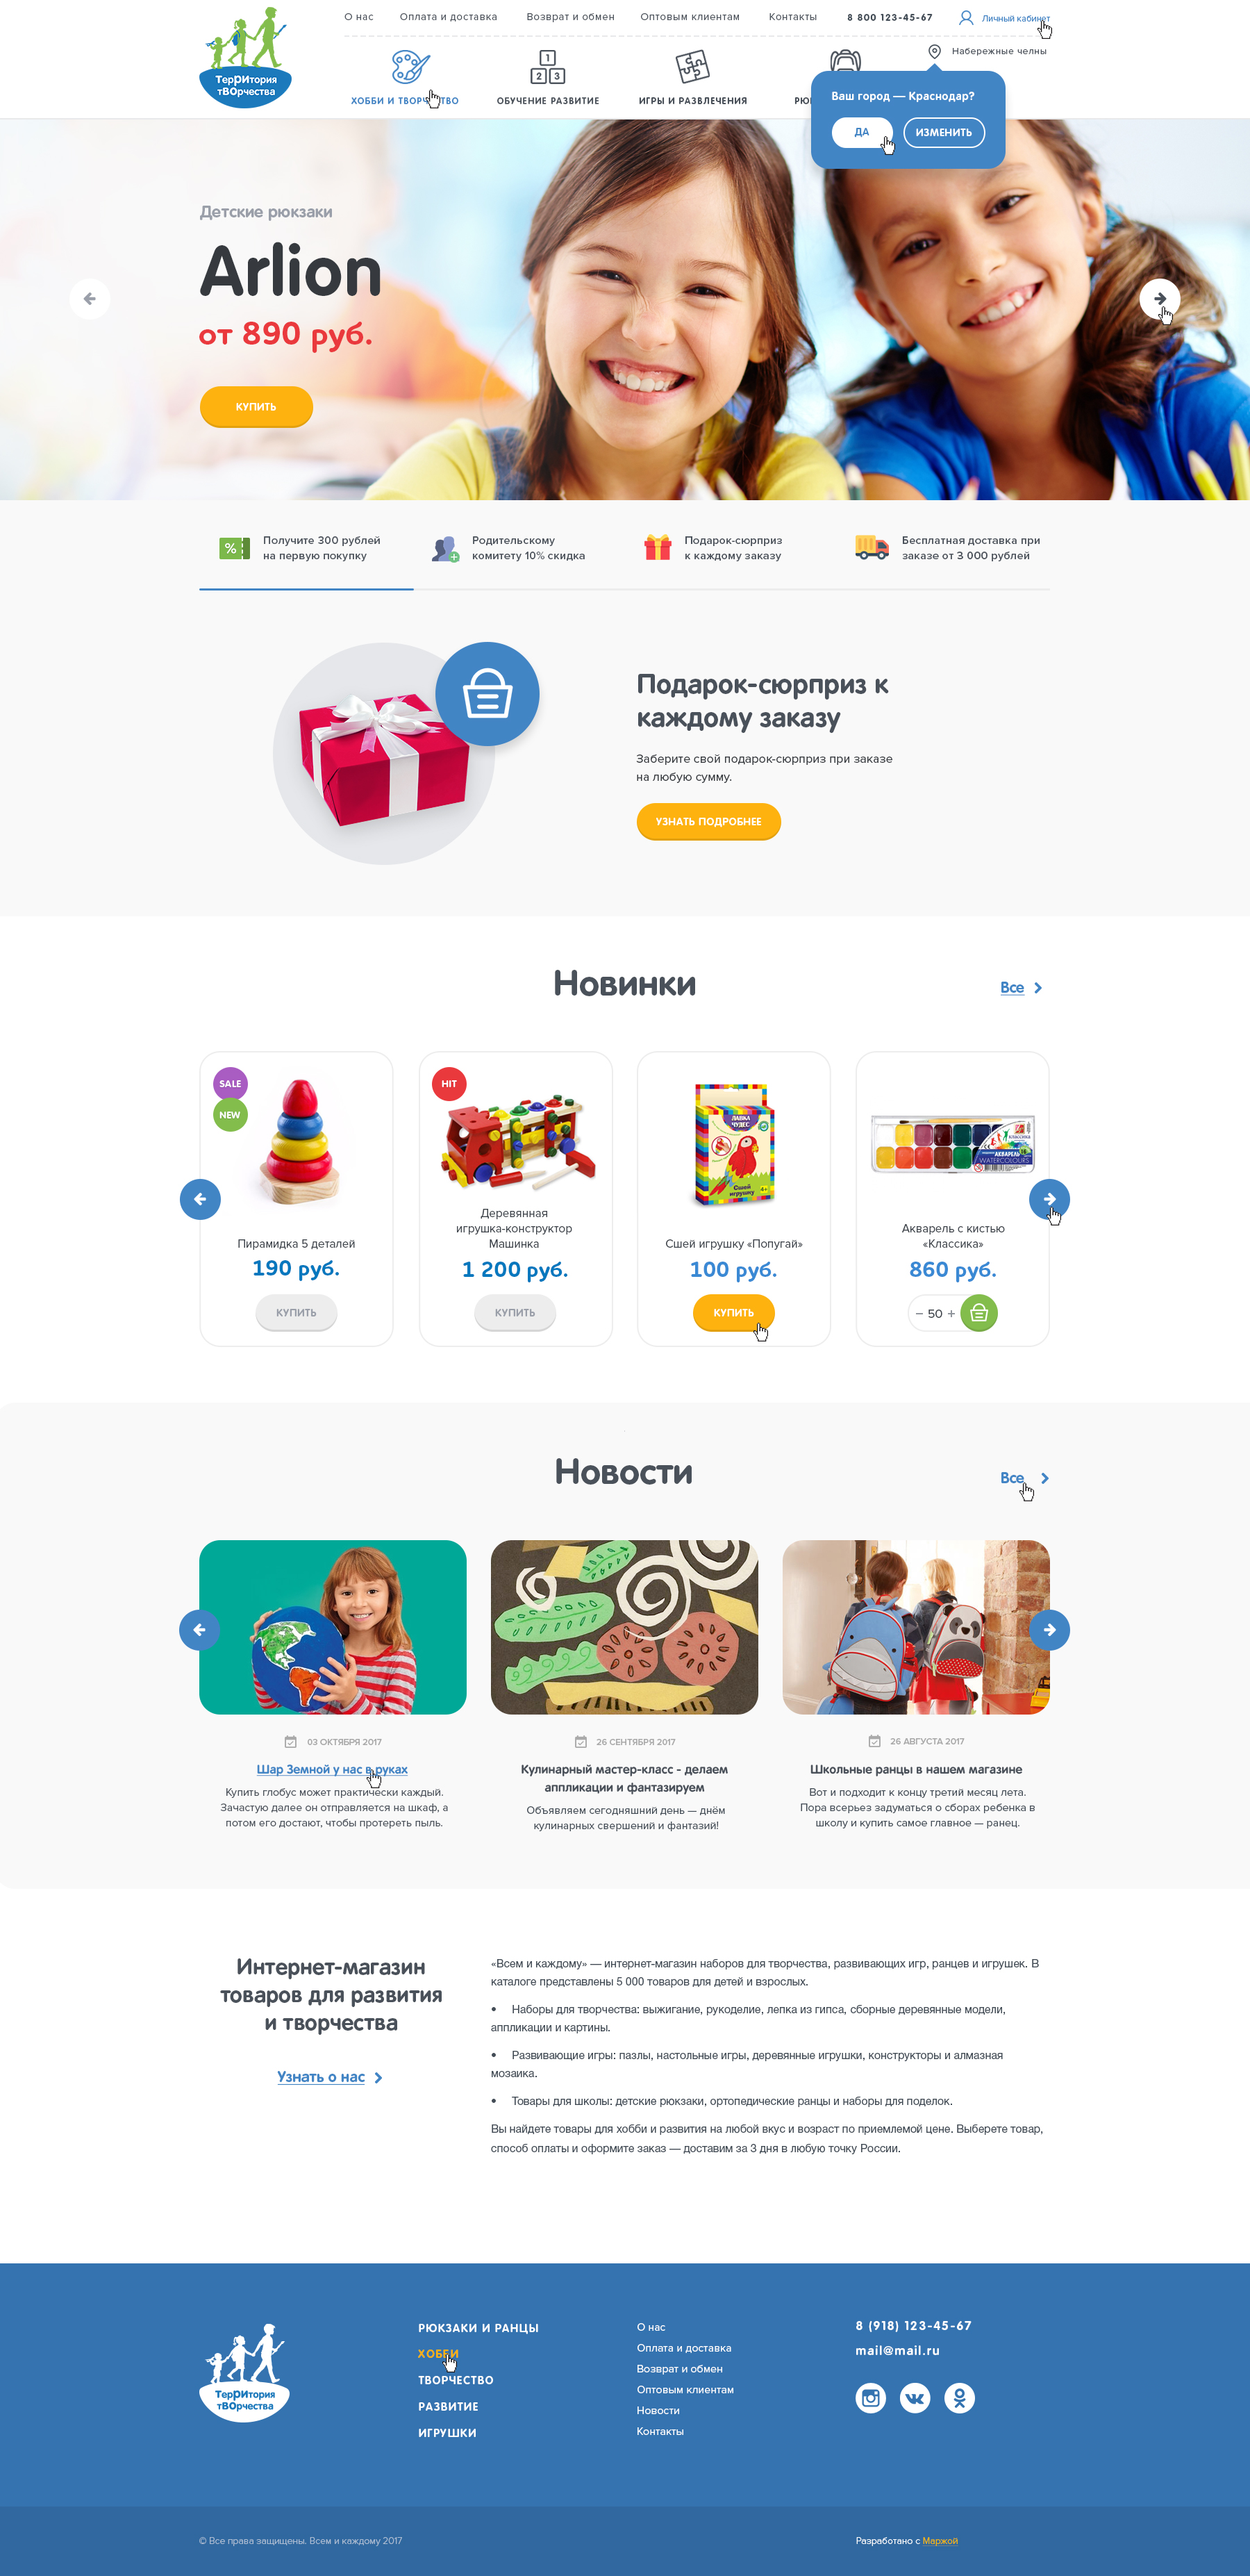 О нас Оплата и доставка Возврат и обмен Оптовым клиентам Контакты 8 800 123-45-67 Личный кабинет
Набережные челны
ТерРИтория
тВОрчества
1
2 3
ХОББИ И ТВОРЧЕСТВО ОБУЧЕНИЕ РАЗВИТИЕ ИГРЫ И РАЗВЛЕЧЕНИЯ
Ваш город — Краснодар?
ДА ИЗМЕНИТЬ
Детские рюкзаки
Arlion
от 890 руб.
КУПИТЬ
%
Получите 300 рублей
на первую покупку
Родительскому
комитету 10% скидка
Подарок-сюрприз
к каждому заказу
Бесплатная доставка при
заказе от 3 000 рублей
Подарок-сюрприз к
каждому заказу
Заберите свой подарок-сюрприз при заказе
на любую сумму.
УЗНАТЬ ПОДРОБНЕЕ
Новинки
Все
SALE
NEW
Пирамидка 5 деталей
190 руб.
КУПИТЬ
HIT
Деревянная
игрушка-конструктор
Машинка
1 200 руб.
КУПИТЬ
ЛАВКА
ЧУДЕС
Сшей
игрушку
Сшей игрушку «Попугай»
100 руб.
КУПИТЬ
КЛАССИКА
АКВАРЕЛЬ
WATERCOLOURS
Акварель с кистью
«Классика»
860 руб.
− 50 +
Новости
Все
03 ОКТЯБРЯ 2017
Шар Земной у нас в руках
Купить глобус может практически каждый.
Зачастую далее он отправляется на шкаф, а
потом его достают, чтобы протереть пыль.
26 СЕНТЯБРЯ 2017
Кулинарный мастер-класс - делаем
аппликации и фантазируем
Объявляем сегодняшний день — днём
кулинарных свершений и фантазий!
26 АВГУСТА 2017
Школьные ранцы в нашем магазине
Вот и подходит к концу третий месяц лета.
Пора всерьез задуматься о сборах ребенка в
школу и купить самое главное — ранец.
Интернет-магазин
товаров для развития
и творчества
Узнать о нас
«Всем и каждому» — интернет-магазин наборов для творчества, развивающих игр, ранцев и игрушек. В
каталоге представлены 5 000 товаров для детей и взрослых.
• Наборы для творчества: выжигание, рукоделие, лепка из гипса, сборные деревянные модели,
аппликации и картины.
• Развивающие игры: пазлы, настольные игры, деревянные игрушки, конструкторы и алмазная
мозаика.
• Товары для школы: детские рюкзаки, ортопедические ранцы и наборы для поделок.
Вы найдете товары для хобби и развития на любой вкус и возраст по приемлемой цене. Выберете товар,
способ оплаты и оформите заказ — доставим за 3 дня в любую точку России.
ТерРИтория
тВОрчества
РЮКЗАКИ И РАНЦЫ
ХОББИ
ТВОРЧЕСТВО
РАЗВИТИЕ
ИГРУШКИ
О нас
Оплата и доставка
Возврат и обмен
Оптовым клиентам
Новости
Контакты
8 (918) 123-45-67
mail@mail.ru
© Все права защищены. Всем и каждому 2017
Разработано с Маржой